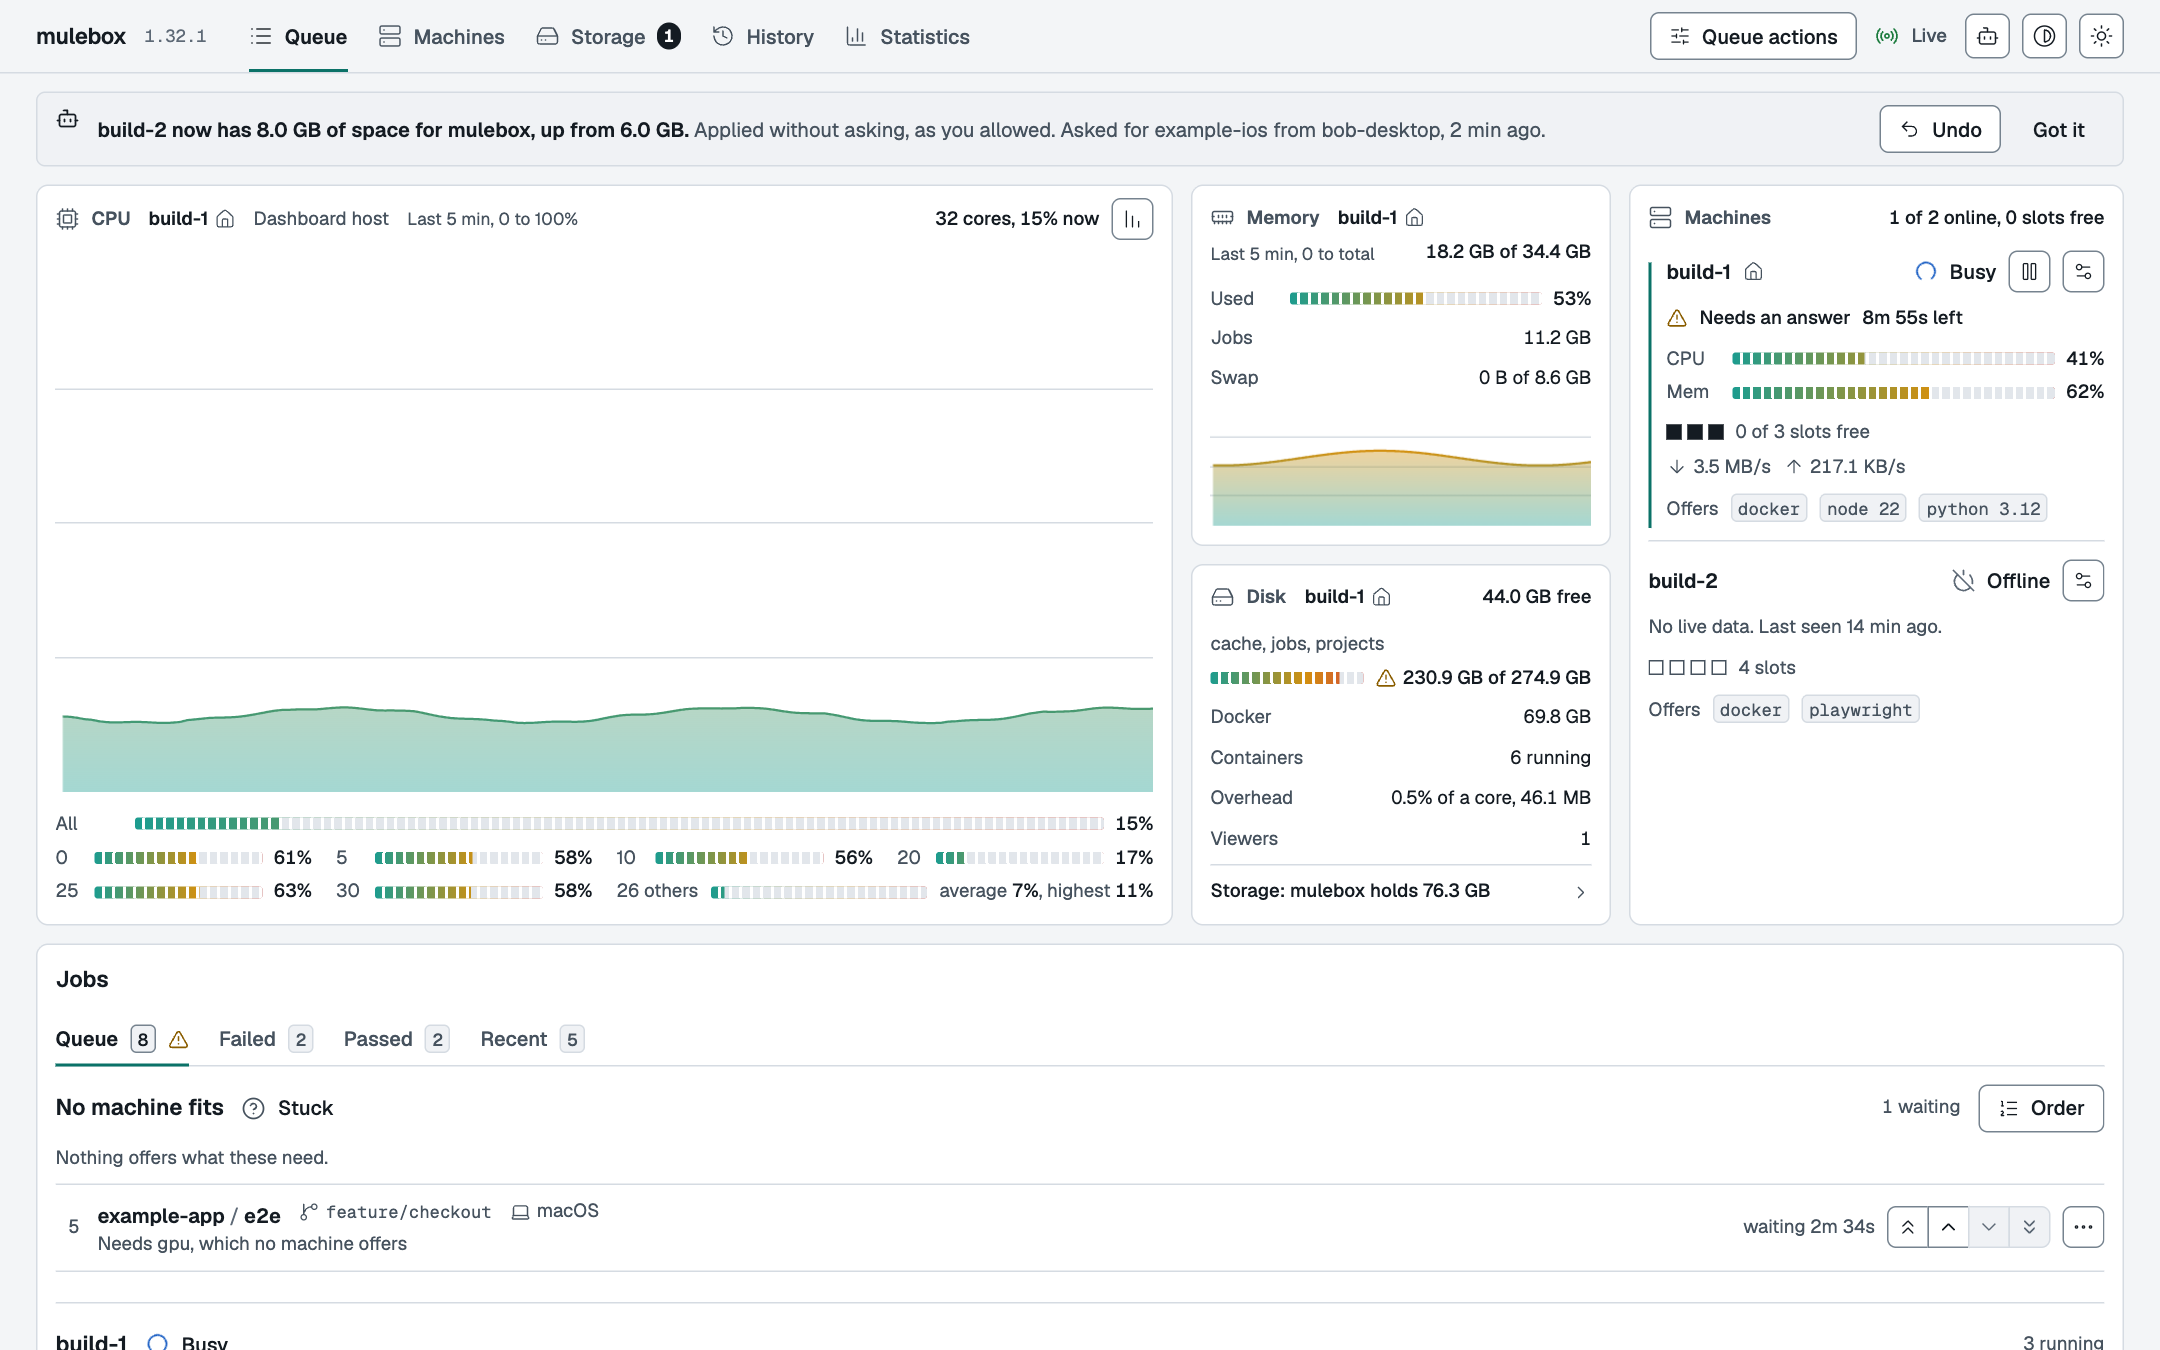 mulebox 1.32.1 Queue Machines Storage 1 History Statistics Queue actions Live
build-2 now has 8.0 GB of space for mulebox, up from 6.0 GB. Applied without asking, as you allowed. Asked for example-ios from bob-desktop, 2 min ago. Undo Got it
CPU build-1 Dashboard host Last 5 min, 0 to 100% 32 cores, 15% now
All 15%
0 61% 5 58% 10 56% 20 17%
25 63% 30 58% 26 others average 7%, highest 11%
Memory build-1
Last 5 min, 0 to total 18.2 GB of 34.4 GB
Used 53%
Jobs 11.2 GB
Swap 0 B of 8.6 GB
Disk build-1 44.0 GB free
cache, jobs, projects
230.9 GB of 274.9 GB
Docker 69.8 GB
Containers 6 running
Overhead 0.5% of a core, 46.1 MB
Viewers 1
Storage: mulebox holds 76.3 GB
Machines 1 of 2 online, 0 slots free
build-1 Busy
Needs an answer 8m 55s left
CPU 41%
Mem 62%
0 of 3 slots free
3.5 MB/s 217.1 KB/s
Offers docker node 22 python 3.12
build-2 Offline
No live data. Last seen 14 min ago.
4 slots
Offers docker playwright
Jobs
Queue 8 Failed 2 Passed 2 Recent 5
No machine fits Stuck 1 waiting Order
Nothing offers what these need.
5 example-app / e2e feature/checkout macOS waiting 2m 34s
Needs gpu, which no machine offers
build-1 Busy 3 running